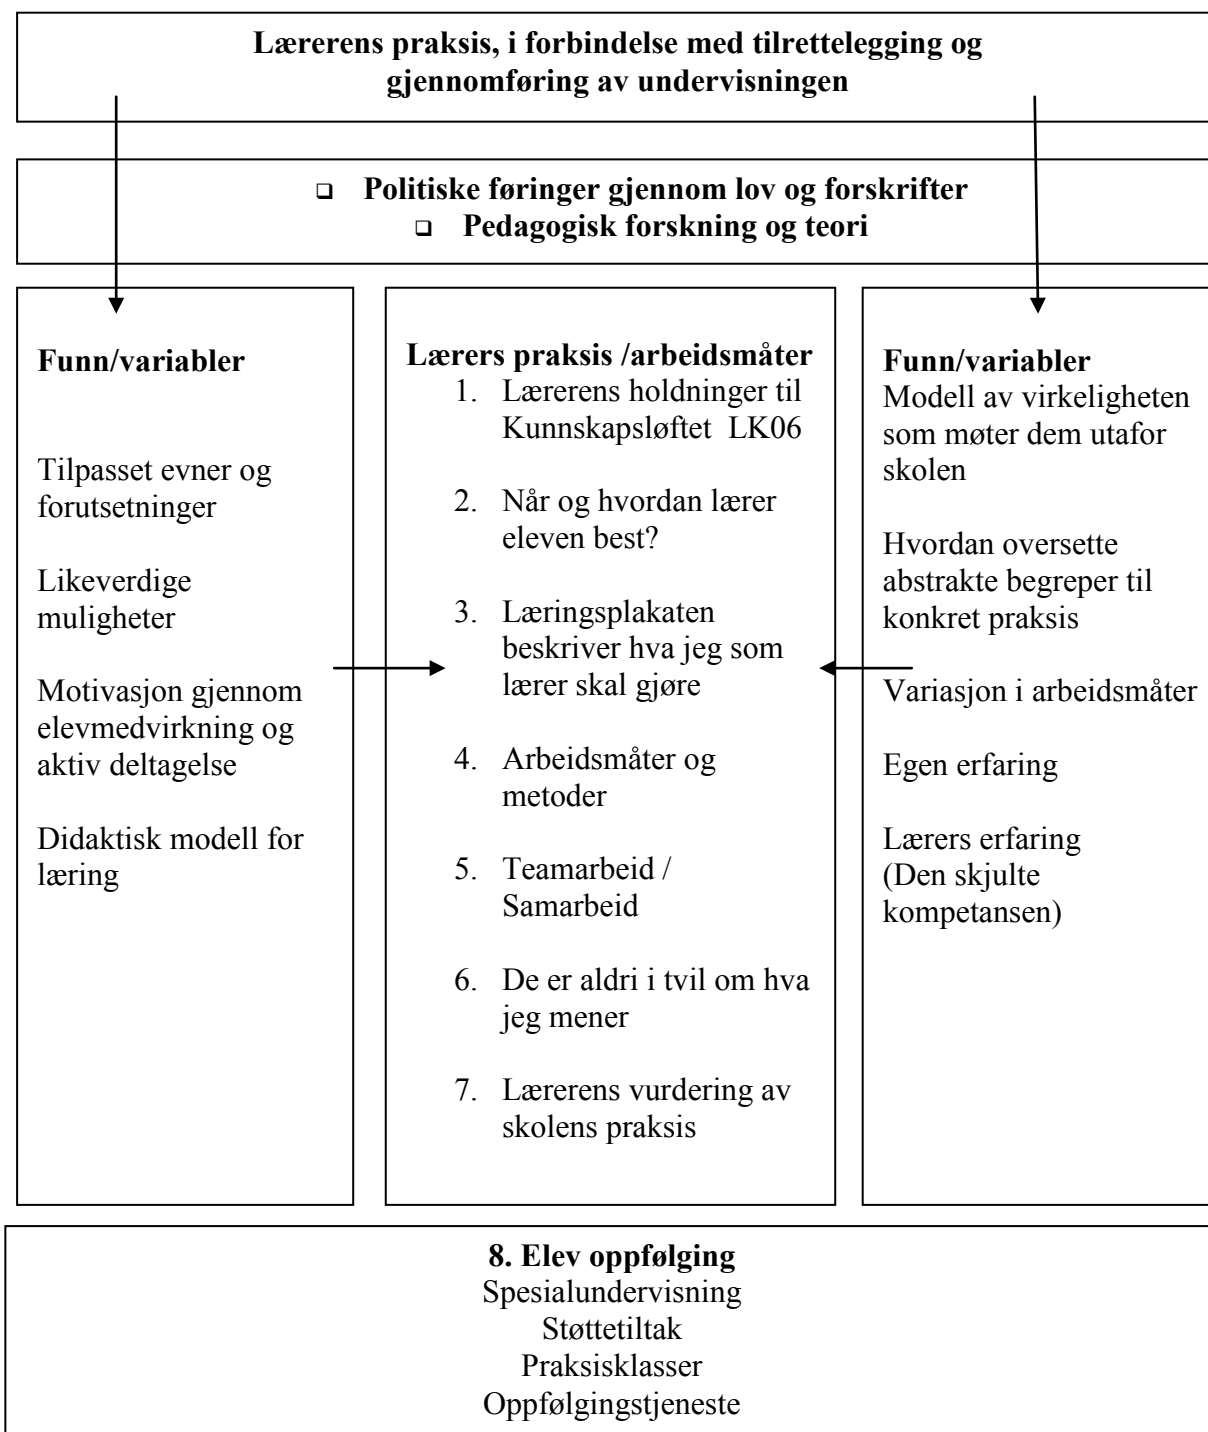 Lærerens praksis, i forbindelse med tilrettelegging og
gjennomføring av undervisningen
❑ Politiske føringer gjennom lov og forskrifter
❑ Pedagogisk forskning og teori
Funn/variabler
Tilpasset evner og
forutsetninger
Likeverdige
muligheter
Motivasjon gjennom
elevmedvirkning og
aktiv deltagelse
Didaktisk modell for
læring
Lærers praksis /arbeidsmåter
1. Lærerens holdninger til
Kunnskapsløftet LK06
2. Når og hvordan lærer
eleven best?
3. Læringsplakaten
beskriver hva jeg som
lærer skal gjøre
4. Arbeidsmåter og
metoder
5. Teamarbeid /
Samarbeid
6. De er aldri i tvil om hva
jeg mener
7. Lærerens vurdering av
skolens praksis
Funn/variabler
Modell av virkeligheten
som møter dem utafor
skolen
Hvordan oversette
abstrakte begreper til
konkret praksis
Variasjon i arbeidsmåter
Egen erfaring
Lærers erfaring
(Den skjulte
kompetansen)
8. Elev oppfølging
Spesialundervisning
Støttetiltak
Praksisklasser
Oppfølgingstjeneste